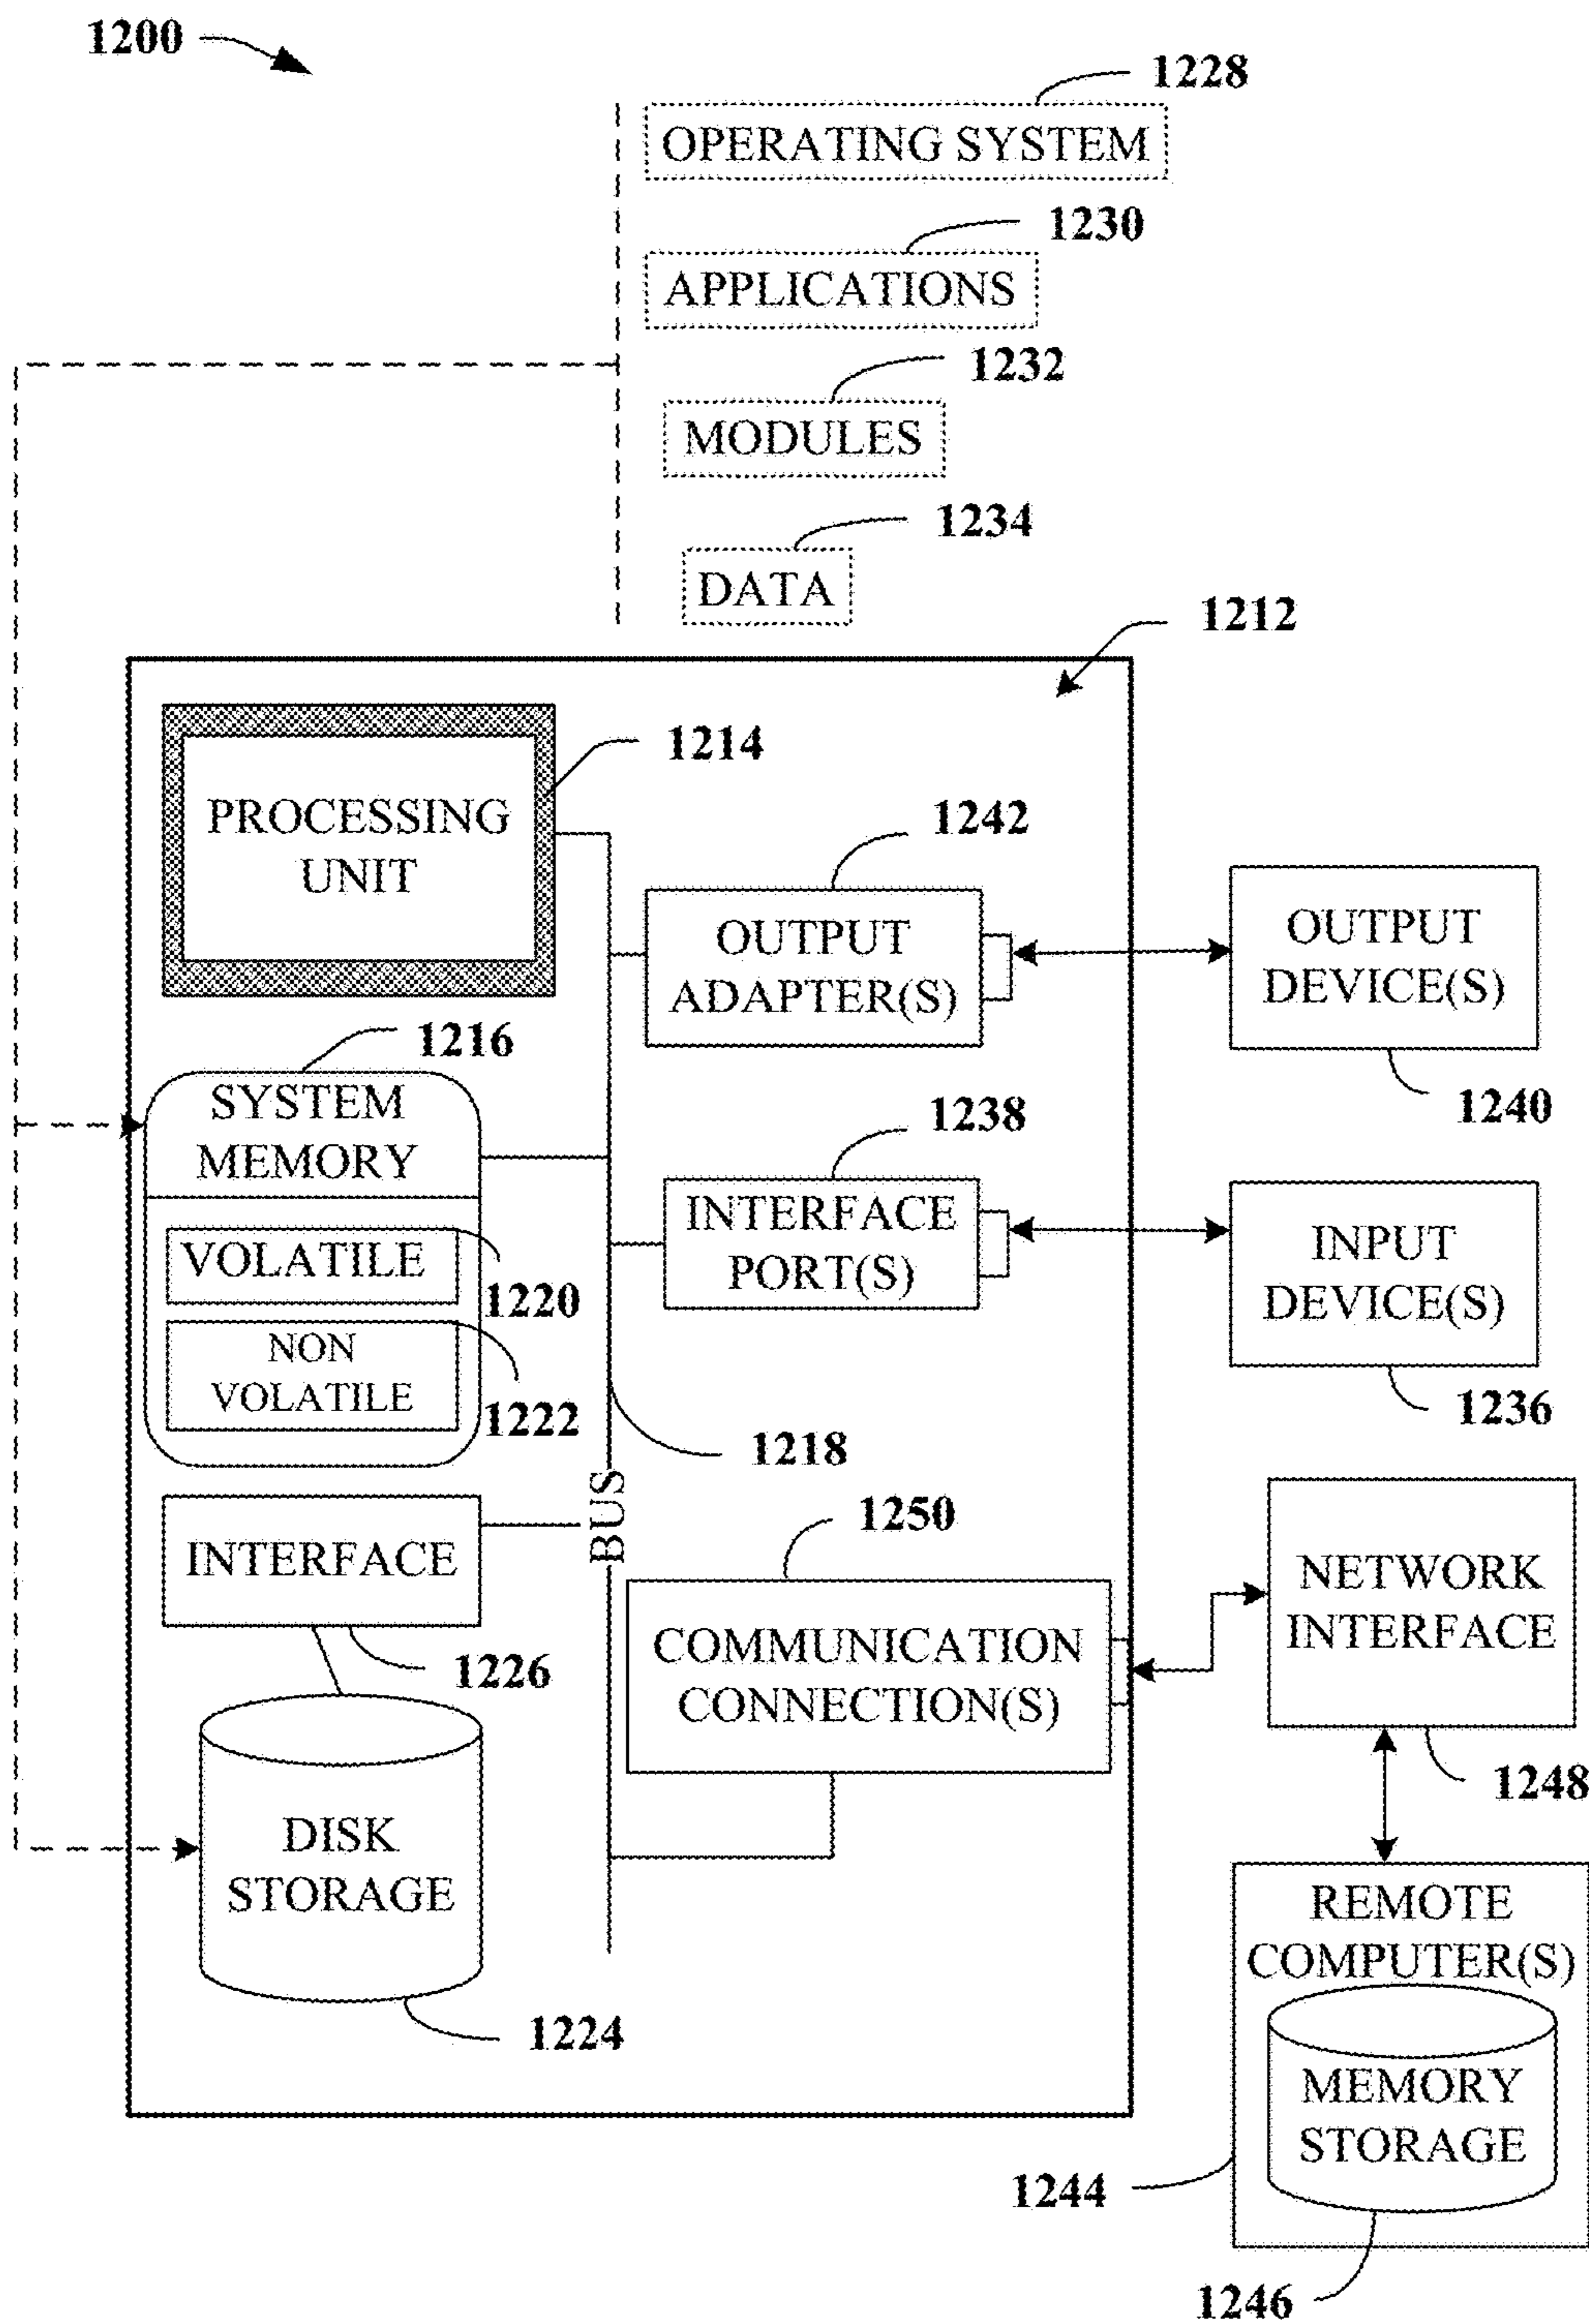 1200
1228
OPERATING SYSTEM
1230
APPLICATIONS
1232
MODULES
1234
DATA
1212
1214
PROCESSING
UNIT
1242
OUTPUT
ADAPTER(S)
OUTPUT
DEVICE(S)
1240
1216
SYSTEM
MEMORY
VOLATILE
1220
NON
VOLATILE
1222
1238
INTERFACE
PORT(S)
INPUT
DEVICE(S)
1236
1218
BUS
INTERFACE
1226
1250
COMMUNICATION
CONNECTION(S)
NETWORK
INTERFACE
1248
DISK
STORAGE
1224
REMOTE
COMPUTER(S)
MEMORY
STORAGE
1244
1246